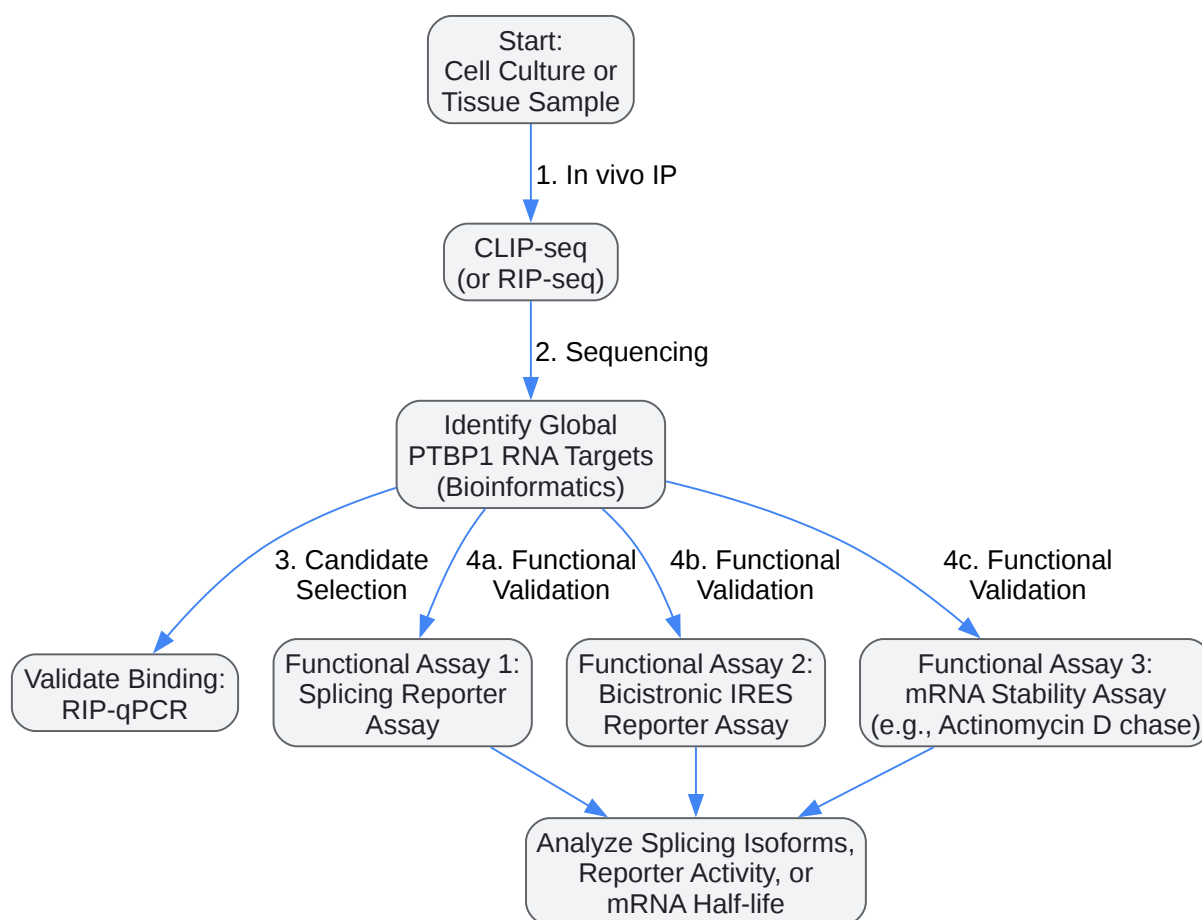 Start:
Cell Culture or
Tissue Sample
1. In vivo IP
CLIP-seq
(or RIP-seq)
2. Sequencing
Identify Global
PTBP1 RNA Targets
(Bioinformatics)
3. Candidate
Selection
4a. Functional
Validation
4b. Functional
Validation
4c. Functional
Validation
Validate Binding:
RIP-qPCR
Functional Assay 1:
Splicing Reporter
Assay
Functional Assay 2:
Bicistronic IRES
Reporter Assay
Functional Assay 3:
mRNA Stability Assay
(e.g., Actinomycin D chase)
Analyze Splicing Isoforms,
Reporter Activity, or
mRNA Half-life